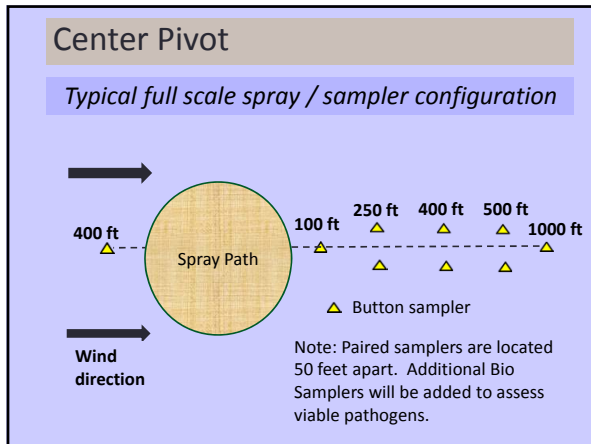 Center Pivot
Typical full scale spray / sampler configuration
400 ft
Spray Path
100 ft
250 ft
400 ft
500 ft
1000 ft
Button sampler
Wind
direction
Note: Paired samplers are located
50 feet apart.  Additional Bio
Samplers will be added to assess
viable pathogens.